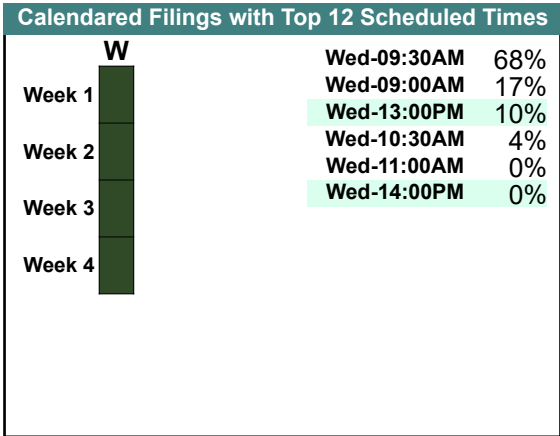 Calendared Filings with Top 12 Scheduled Times
W
Week 1
Week 2
Week 3
Week 4
Wed-09:30AM 68%
Wed-09:00AM 17%
Wed-13:00PM 10%
Wed-10:30AM 4%
Wed-11:00AM 0%
Wed-14:00PM 0%